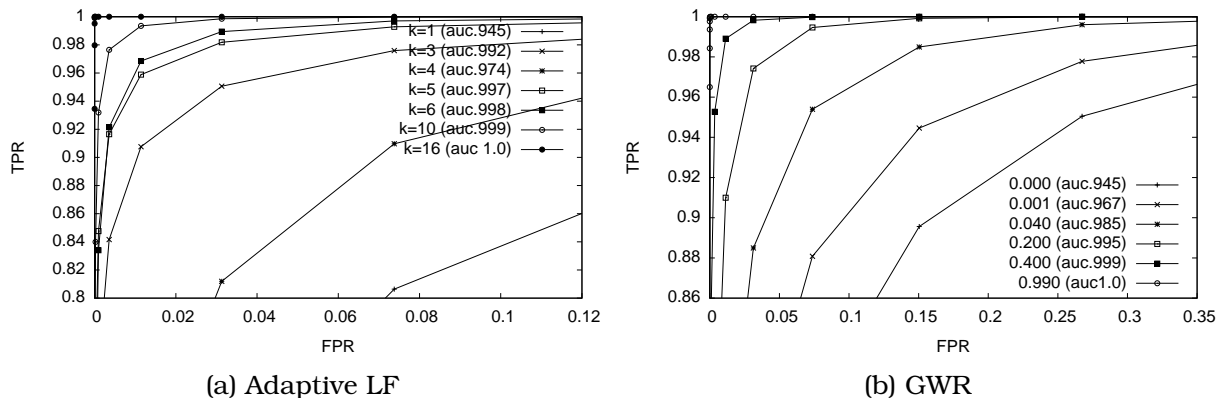 1
0.98
0.96
0.94
0.92
0.9
0.88
0.86
0.84
0.82
0.8
TPR
0 0.02 0.04 0.06 0.08 0.1 0.12
FPR
k=1 (auc.945)
k=3 (auc.992)
k=4 (auc.974)
k=5 (auc.997)
k=6 (auc.998)
k=10 (auc.999)
k=16 (auc 1.0)
(a) Adaptive LF
1
0.98
0.96
0.94
0.92
0.9
0.88
0.86
TPR
0 0.05 0.1 0.15 0.2 0.25 0.3 0.35
FPR
0.000 (auc.945)
0.001 (auc.967)
0.040 (auc.985)
0.200 (auc.995)
0.400 (auc.999)
0.990 (auc1.0)
(b) GWR